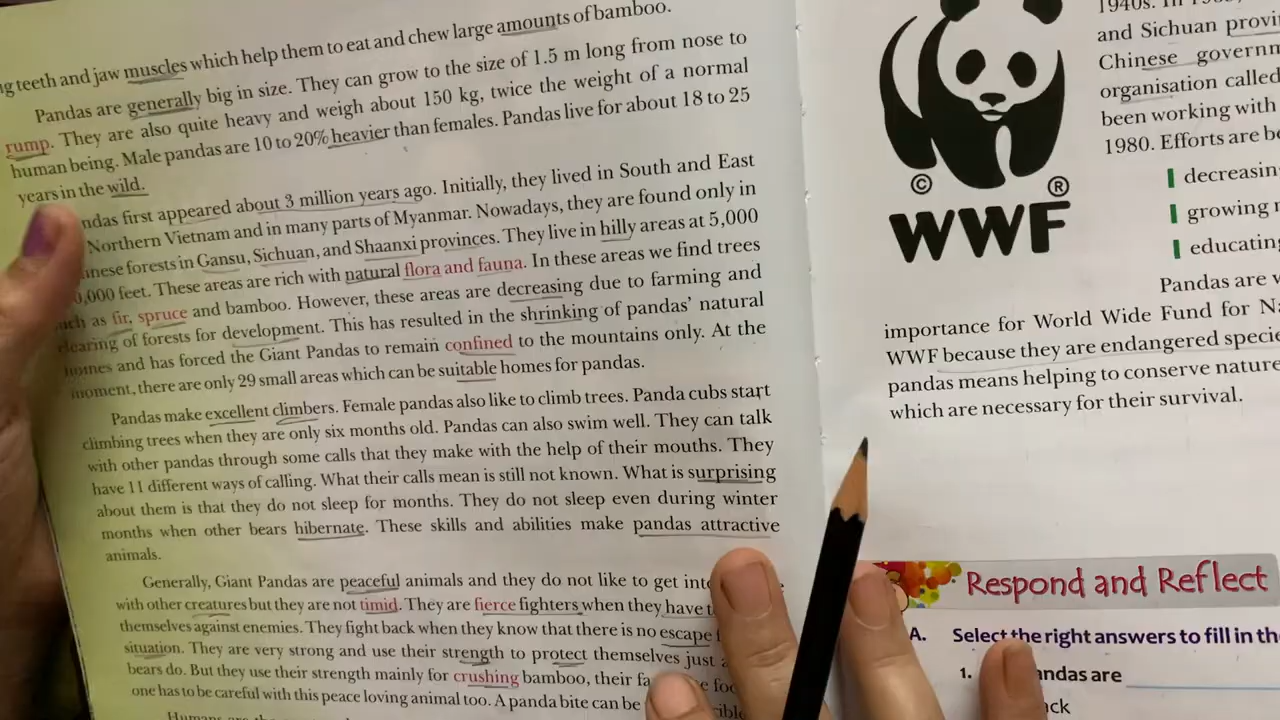 teeth and jaw muscles which help them to eat and chew large amounts of bamboo.
Pandas are generally big in size. They can grow to the size of 1.5 m long from nose to
rump. They are also quite heavy and weigh about 150 kg, twice the weight of a normal
human being. Male pandas are 10 to 20% heavier than females. Pandas live for about 18 to 25
years in the wild.
first appeared about 3 million years ago. Initially, they lived in South and East
Northern Vietnam and in many parts of Myanmar. Nowadays, they are found only in
forests in Gansu, Sichuan, and Shaanxi provinces. They live in hilly areas at 5,000
feet. These areas are rich with natural flora and fauna. In these areas we find trees
such as fir, spruce and bamboo. However, these areas are decreasing due to farming and
clearing of forests for development. This has resulted in the shrinking of pandas' natural
homes and has forced the Giant Pandas to remain confined to the mountains only. At the
moment, there are only 29 small areas which can be suitable homes for pandas.
Pandas make excellent climbers. Female pandas also like to climb trees. Panda cubs start
climbing trees when they are only six months old. Pandas can also swim well. They can talk
with other pandas through some calls that they make with the help of their mouths. They
have 11 different ways of calling. What their calls mean is still not known. What is surprising
about them is that they do not sleep for months. They do not sleep even during winter
months when other bears hibernate. These skills and abilities make pandas attractive
animals.
Generally, Giant Pandas are peaceful animals and they do not like to get
with other creatures but they are not timid. They are fierce fighters when they have
themselves against enemies. They fight back when they know that there is no escape
situation. They are very strong and use their strength to protect themselves just
bears do. But they use their strength mainly for crushing bamboo, their
one has to be careful with this peace loving animal too. A panda bite can be
Humans are the
©
®
WWF
1940s. In
and Sichuan
Chinese
organisation called
been working with
1980. Efforts are
growing
Pandas are
importance for World Wide Fund for
WWF because they are endangered
pandas means helping to conserve nature
which are necessary for their survival.
Respond and Reflect
A. Select the right answers to fill in
1. are